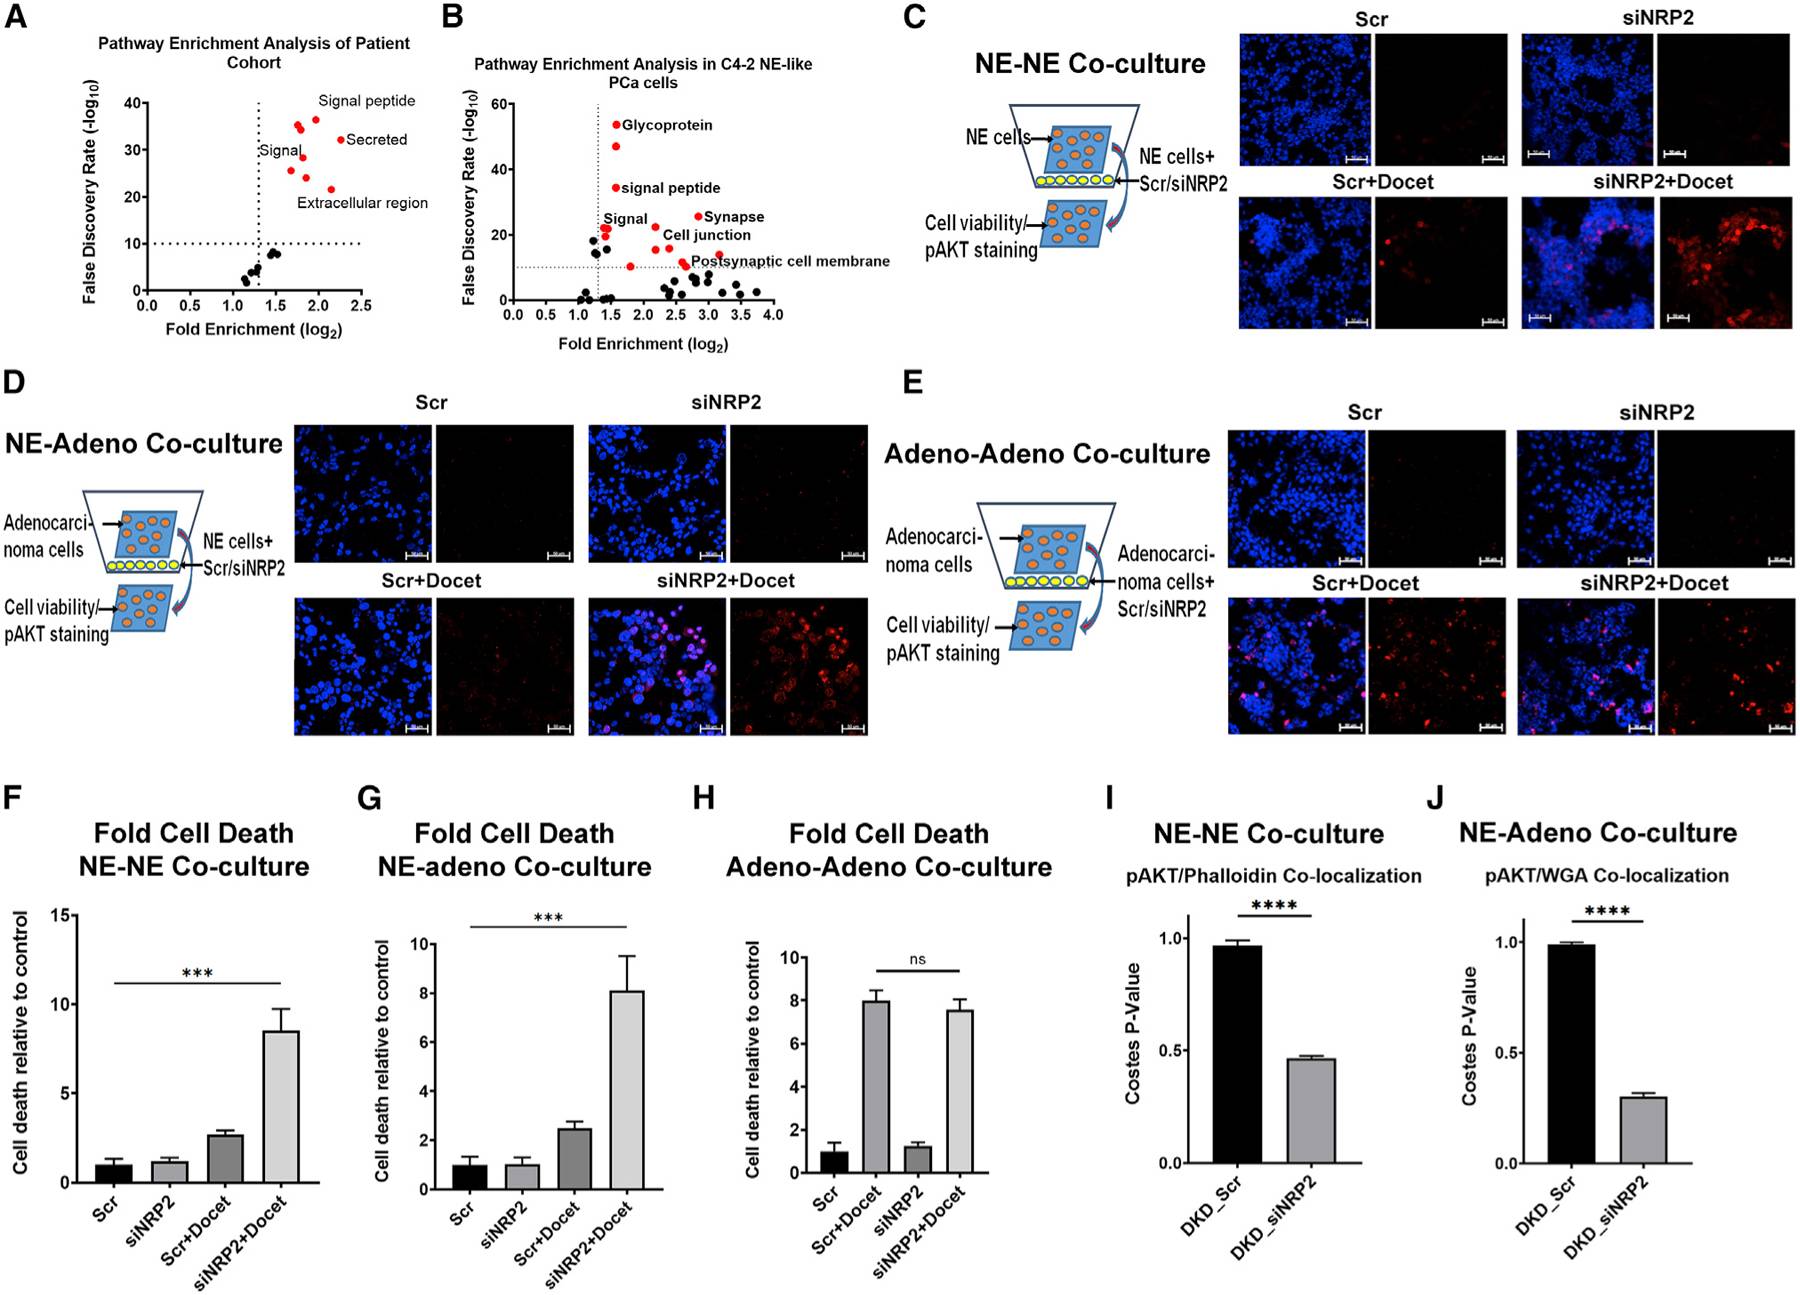 A
Pathway Enrichment Analysis of Patient
Cohort
False Discovery Rate (-log10)
40
30
20
10
0
0.0 0.5 1.0 1.5 2.0 2.5
Signal peptide
Secreted
Signal
Extracellular region
Fold Enrichment (log2)
B
Pathway Enrichment Analysis in C4-2 NE-like
PCa cells
False Discovery Rate (-log10)
60
40
20
0
0.0 0.5 1.0 1.5 2.0 2.5 3.0 3.5 4.0
Glycoprotein
signal peptide
Signal
Synapse
Cell junction
Postsynaptic cell membrane
Fold Enrichment (log2)
C
NE-NE Co-culture
NE cells
NE cells+
Scr/siNRP2
Cell viability/
pAKT staining
Scr
siNRP2
Scr+Docet
siNRP2+Docet
D
NE-Adeno Co-culture
Adenocarci-
noma cells
NE cells+
Scr/siNRP2
Cell viability/
pAKT staining
Scr
siNRP2
Scr+Docet
siNRP2+Docet
E
Adeno-Adeno Co-culture
Adenocarci-
noma cells
Adenocarci-
noma cells+
Scr/siNRP2
Cell viability/
pAKT staining
Scr
siNRP2
Scr+Docet
siNRP2+Docet
F
Fold Cell Death
NE-NE Co-culture
Cell death relative to control
15
10
5
0
***
Scr
siNRP2
Scr+Docet
siNRP2+Docet
G
Fold Cell Death
NE-adeno Co-culture
Cell death relative to control
10
8
6
4
2
0
***
Scr
siNRP2
Scr+Docet
siNRP2+Docet
H
Fold Cell Death
Adeno-Adeno Co-culture
Cell death relative to control
10
8
6
4
2
0
ns
Scr
Scr+Docet
siNRP2
siNRP2+Docet
I
NE-NE Co-culture
pAKT/Phalloidin Co-localization
Costes P-Value
1.0
0.5
0.0
****
DKD_Scr
DKD_siNRP2
J
NE-Adeno Co-culture
pAKT/WGA Co-localization
Costes P-Value
1.0
0.5
0.0
****
DKD_Scr
DKD_siNRP2